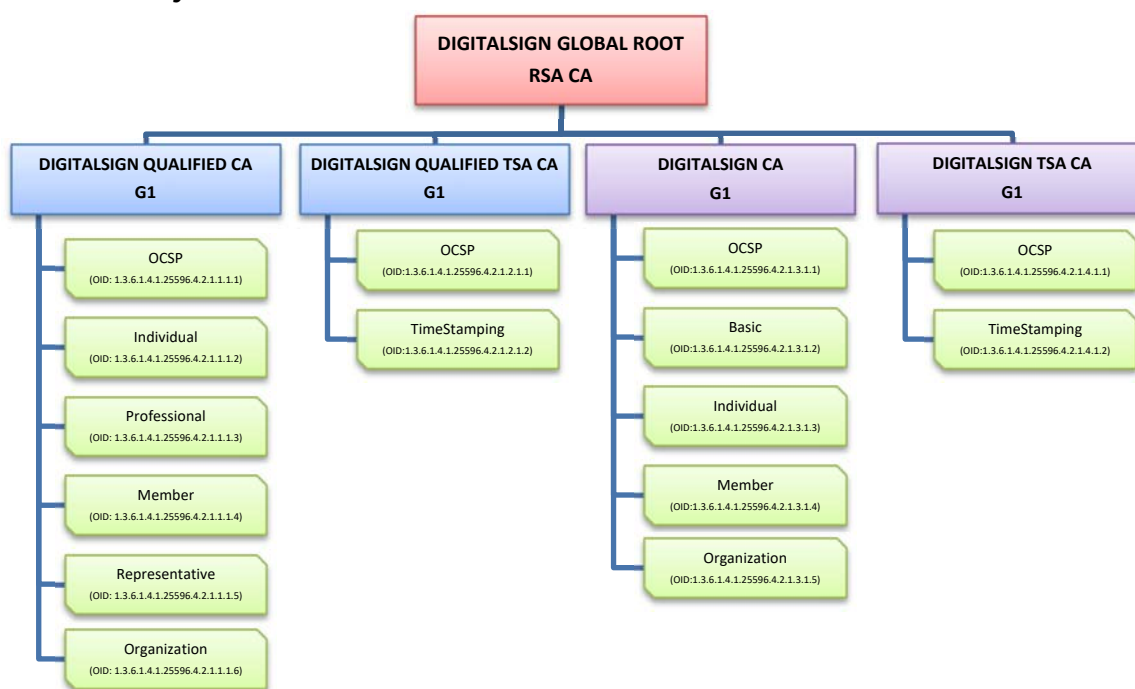 DIGITALSIGN GLOBAL ROOT
RSA CA
DIGITALSIGN QUALIFIED CA
G1
OCSP
(OID: 1.3.6.1.4.1.25596.4.2.1.1.1.1)
Individual
(OID: 1.3.6.1.4.1.25596.4.2.1.1.1.2)
Professional
(OID: 1.3.6.1.4.1.25596.4.2.1.1.1.3)
Member
(OID: 1.3.6.1.4.1.25596.4.2.1.1.1.4)
Representative
(OID: 1.3.6.1.4.1.25596.4.2.1.1.1.5)
Organization
(OID: 1.3.6.1.4.1.25596.4.2.1.1.1.6)
DIGITALSIGN QUALIFIED TSA CA
G1
OCSP
(OID:1.3.6.1.4.1.25596.4.2.1.2.1.1)
TimeStamping
(OID:1.3.6.1.4.1.25596.4.2.1.2.1.2)
DIGITALSIGN CA
G1
OCSP
(OID:1.3.6.1.4.1.25596.4.2.1.3.1.1)
Basic
(OID:1.3.6.1.4.1.25596.4.2.1.3.1.2)
Individual
(OID:1.3.6.1.4.1.25596.4.2.1.3.1.3)
Member
(OID:1.3.6.1.4.1.25596.4.2.1.3.1.4)
Organization
(OID:1.3.6.1.4.1.25596.4.2.1.3.1.5)
DIGITALSIGN TSA CA
G1
OCSP
(OID:1.3.6.1.4.1.25596.4.2.1.4.1.1)
TimeStamping
(OID:1.3.6.1.4.1.25596.4.2.1.4.1.2)